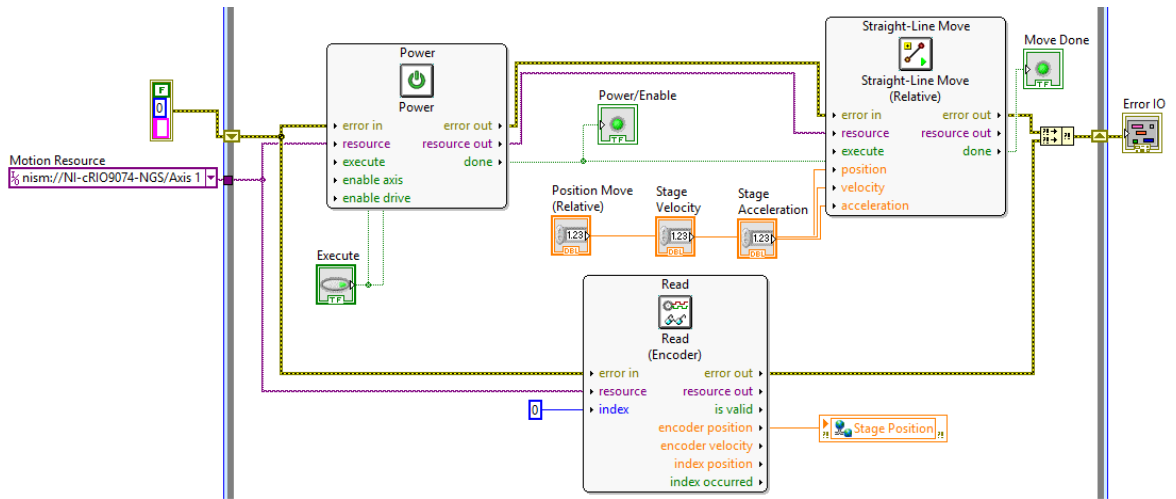 Power
Power
error in
error out
resource
resource out
execute
done
enable axis
enable drive
Straight-Line Move
Straight-Line Move
(Relative)
error in
error out
resource
resource out
execute
done
position
velocity
acceleration
Move Done
TF
Error IO
F
0
Motion Resource
nism://NI-cRIO9074-NGS/Axis 1
Power/Enable
TF
Position Move
(Relative)
1.23
DBL
Stage
Velocity
1.23
DBL
Stage
Acceleration
1.23
DBL
Execute
TF
Read
Read
(Encoder)
error in
error out
resource
resource out
0
index
is valid
encoder position
encoder velocity
index position
index occurred
Stage Position